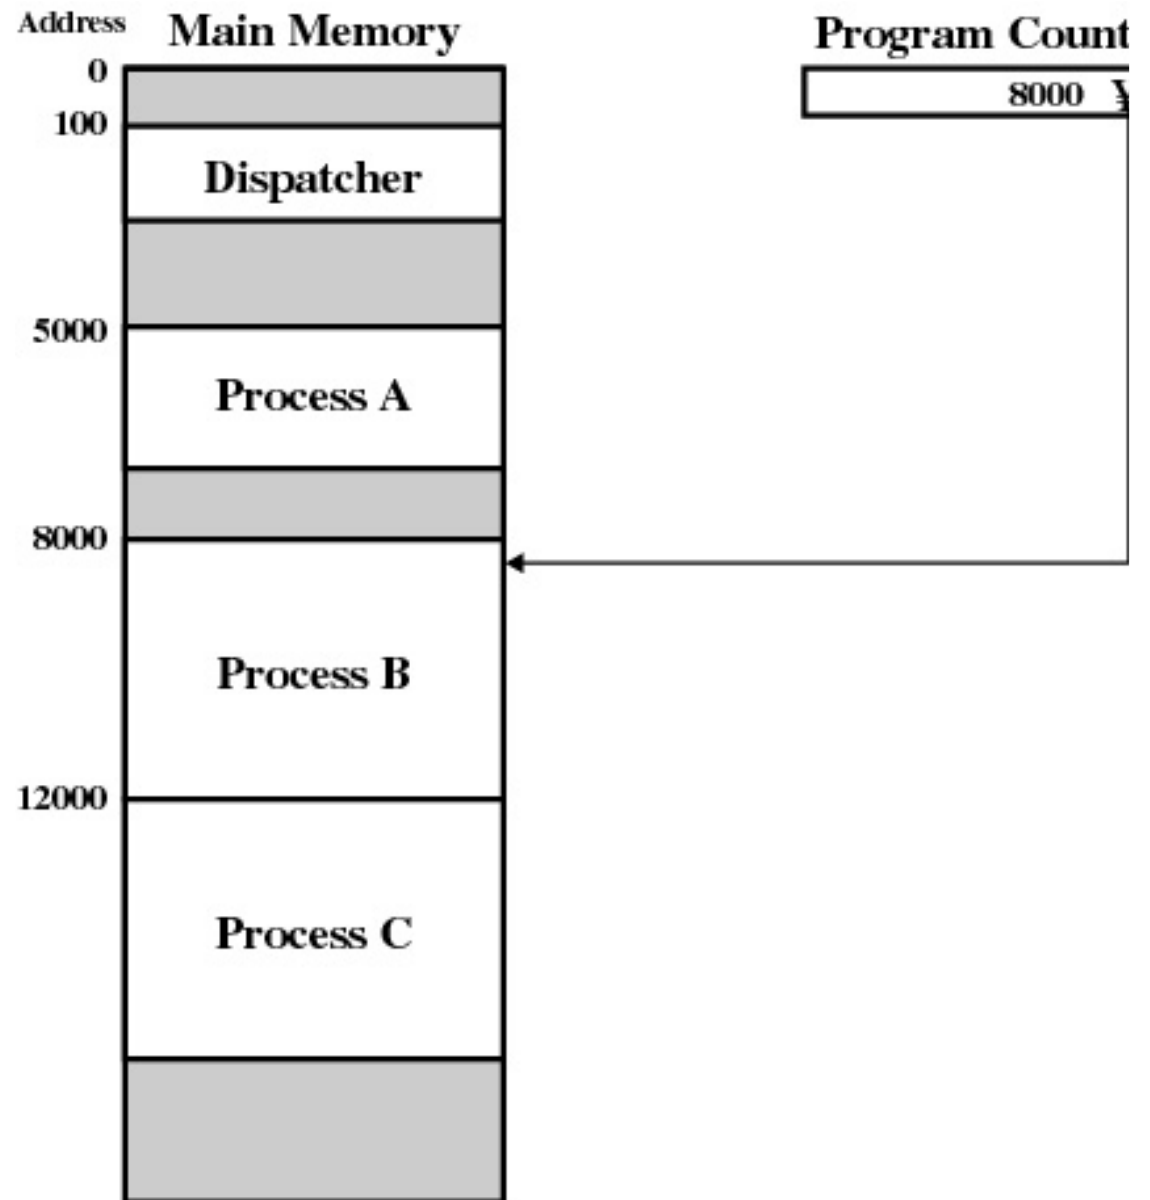 Address
Main Memory
Program Count
0
8000 ¥
100
Dispatcher
5000
Process A
8000
Process B
12000
Process C